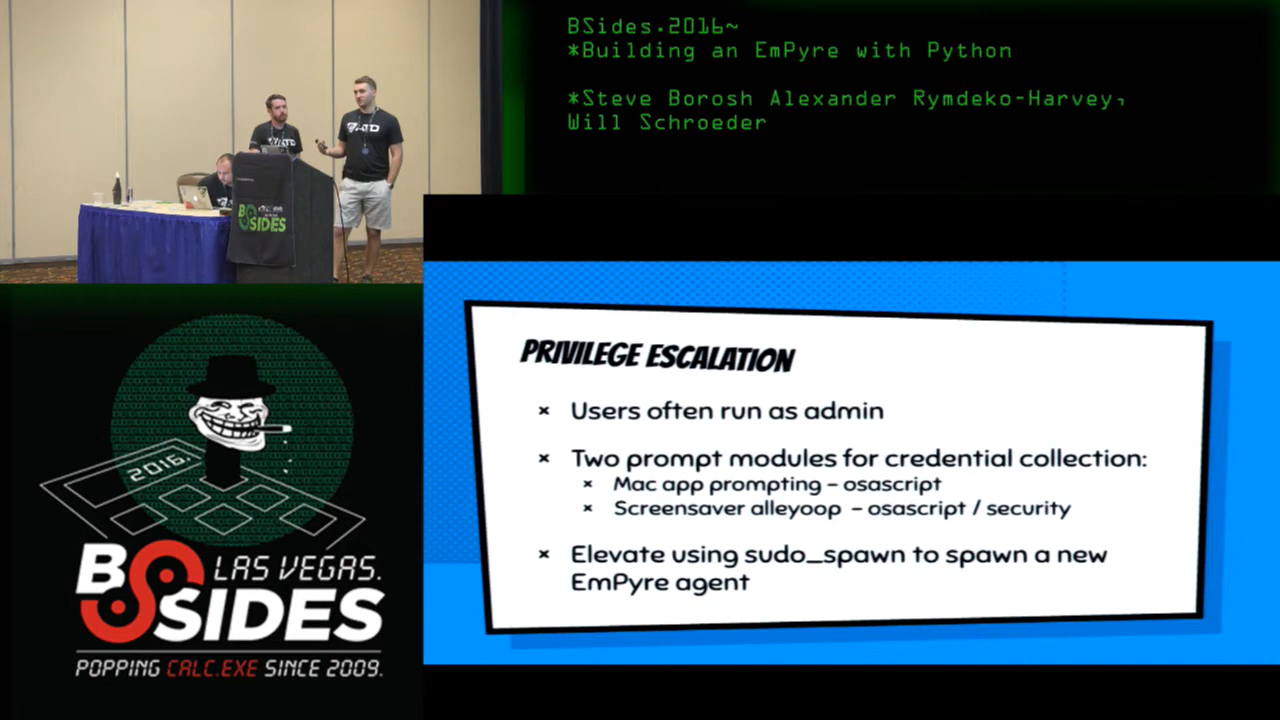 BSides.2016~
*Building an EmPyre with Python
*Steve Borosh Alexander Rymdeko-Harvey,
Will Schroeder
BSIDES
PRIVILEGE ESCALATION
× Users often run as admin
× Two prompt modules for credential collection:
× Mac app prompting – osascript
× Screensaver alleyoop – osascript / security
× Elevate using sudo_spawn to spawn a new
EmPyre agent
2016.
BSIDES
LAS VEGAS.
POPPING CALC.EXE SINCE 2009.